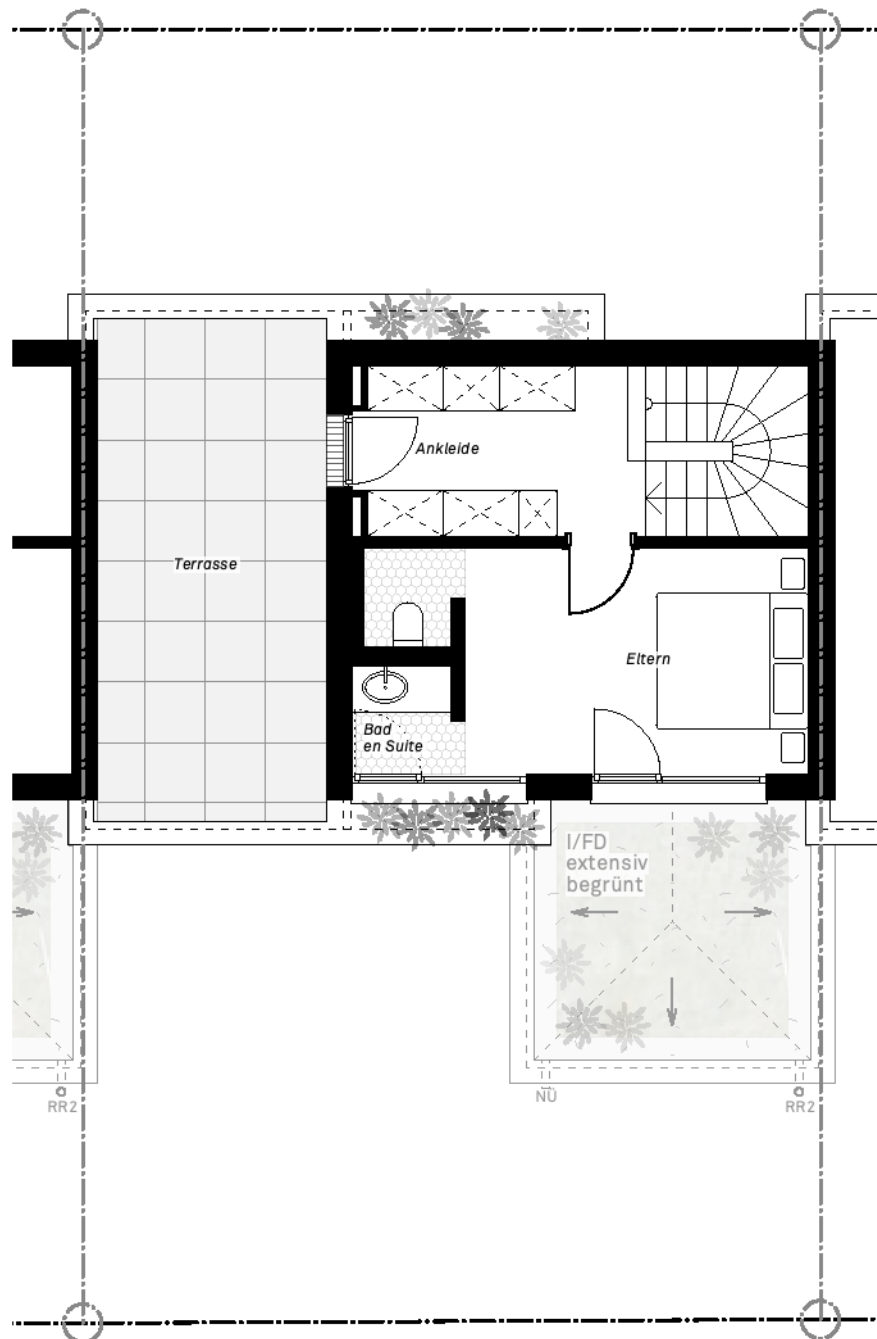 Ankleide
Terrasse
Eltern
Bad
en Suite
I/FD
extensiv
begrünt
RR2
NÜ
RR2